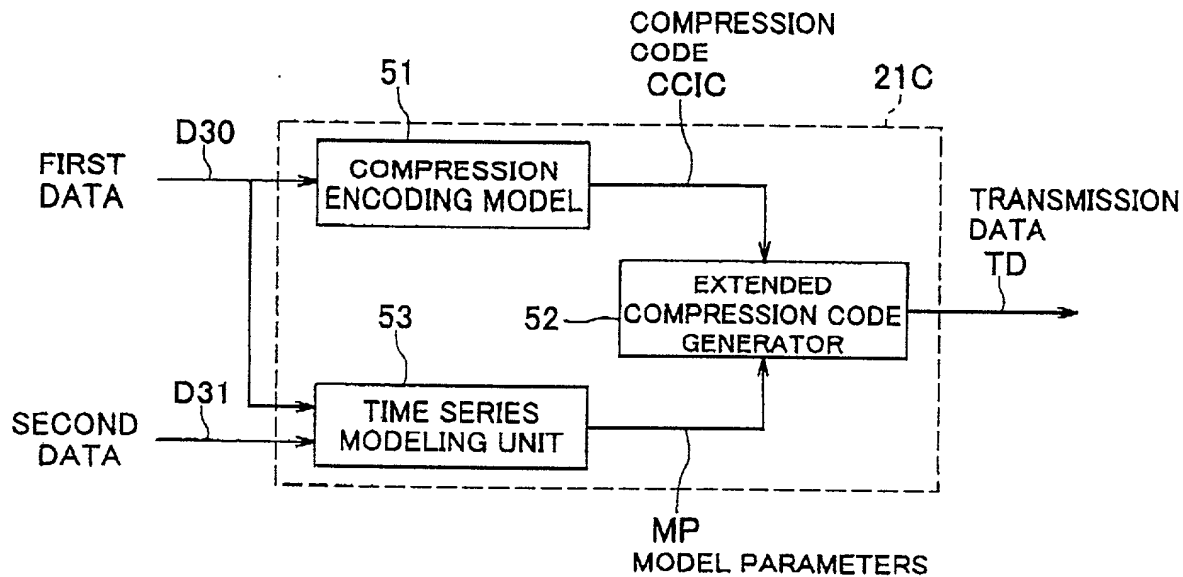 COMPRESSION
CODE
CCIC
51
21C
D30
FIRST
DATA
COMPRESSION
ENCODING MODEL
TRANSMISSION
DATA
TD
EXTENDED
COMPRESSION CODE
GENERATOR
52
53
D31
SECOND
DATA
TIME SERIES
MODELING UNIT
MP
MODEL PARAMETERS